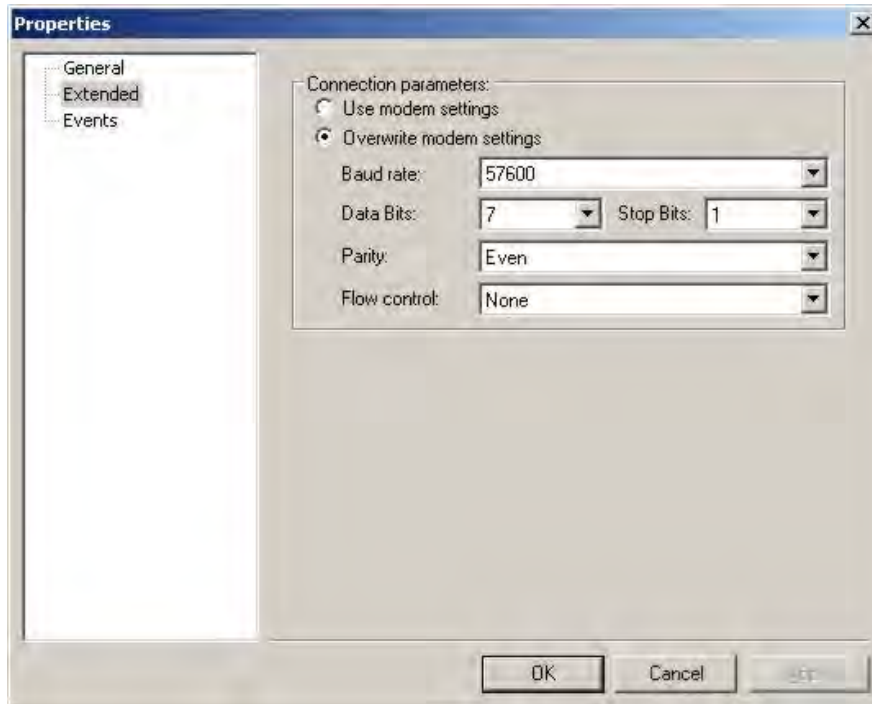 Properties
General
Extended
Events
Connection parameters:
Use modem settings
Overwrite modem settings
Baud rate: 57600
Data Bits: 7 Stop Bits: 1
Parity: Even
Flow control: None
OK Cancel